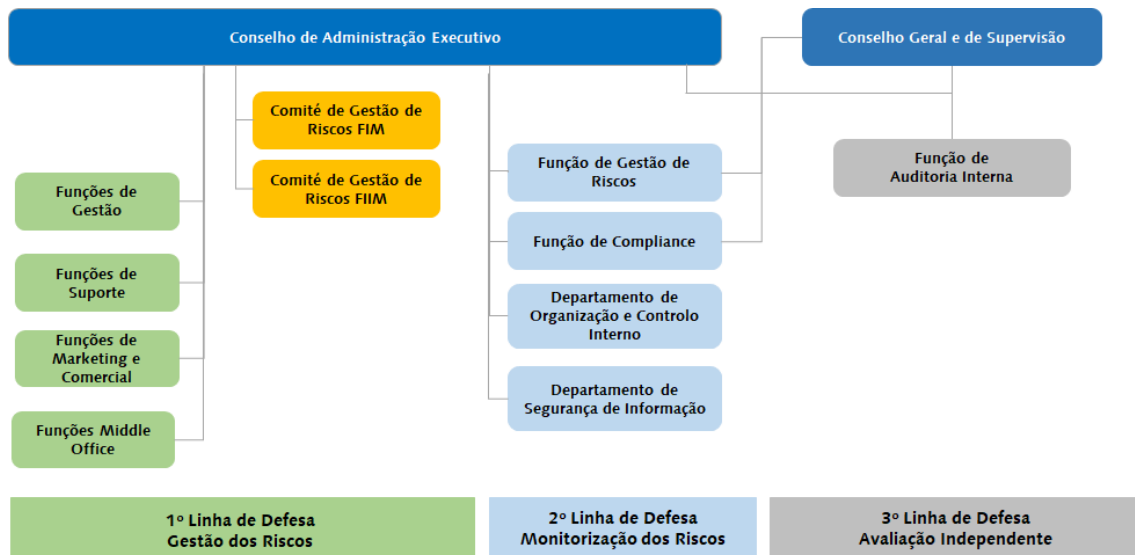 Conselho de Administração Executivo
Conselho Geral e de Supervisão
Comité de Gestão de
Riscos FIM
Comité de Gestão de
Riscos FIIM
Funções de
Gestão
Funções de
Suporte
Funções de
Marketing e
Comercial
Funções Middle
Office
Função de Gestão de
Riscos
Função de Compliance
Departamento de
Organização e Controlo
Interno
Departamento de
Segurança de Informação
Função de
Auditoria Interna
1º Linha de Defesa
Gestão dos Riscos
2º Linha de Defesa
Monitorização dos Riscos
3º Linha de Defesa
Avaliação Independente